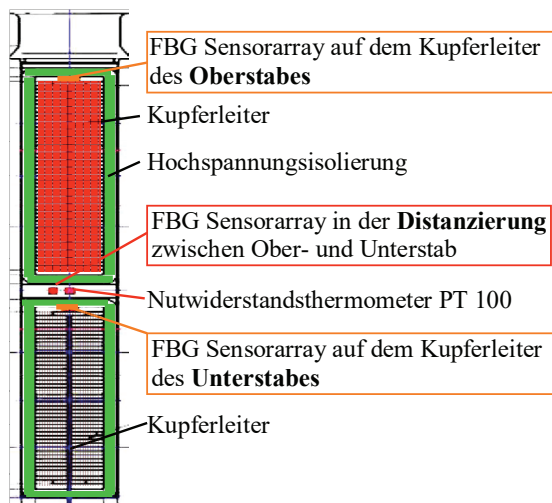 FBG Sensorarray auf dem Kupferleiter
des Oberstabes
Kupferleiter
Hochspannungsisolierung
FBG Sensorarray in der Distanzierung
zwischen Ober- und Unterstab
Nutwiderstandsthermometer PT 100
FBG Sensorarray auf dem Kupferleiter
des Unterstabes
Kupferleiter